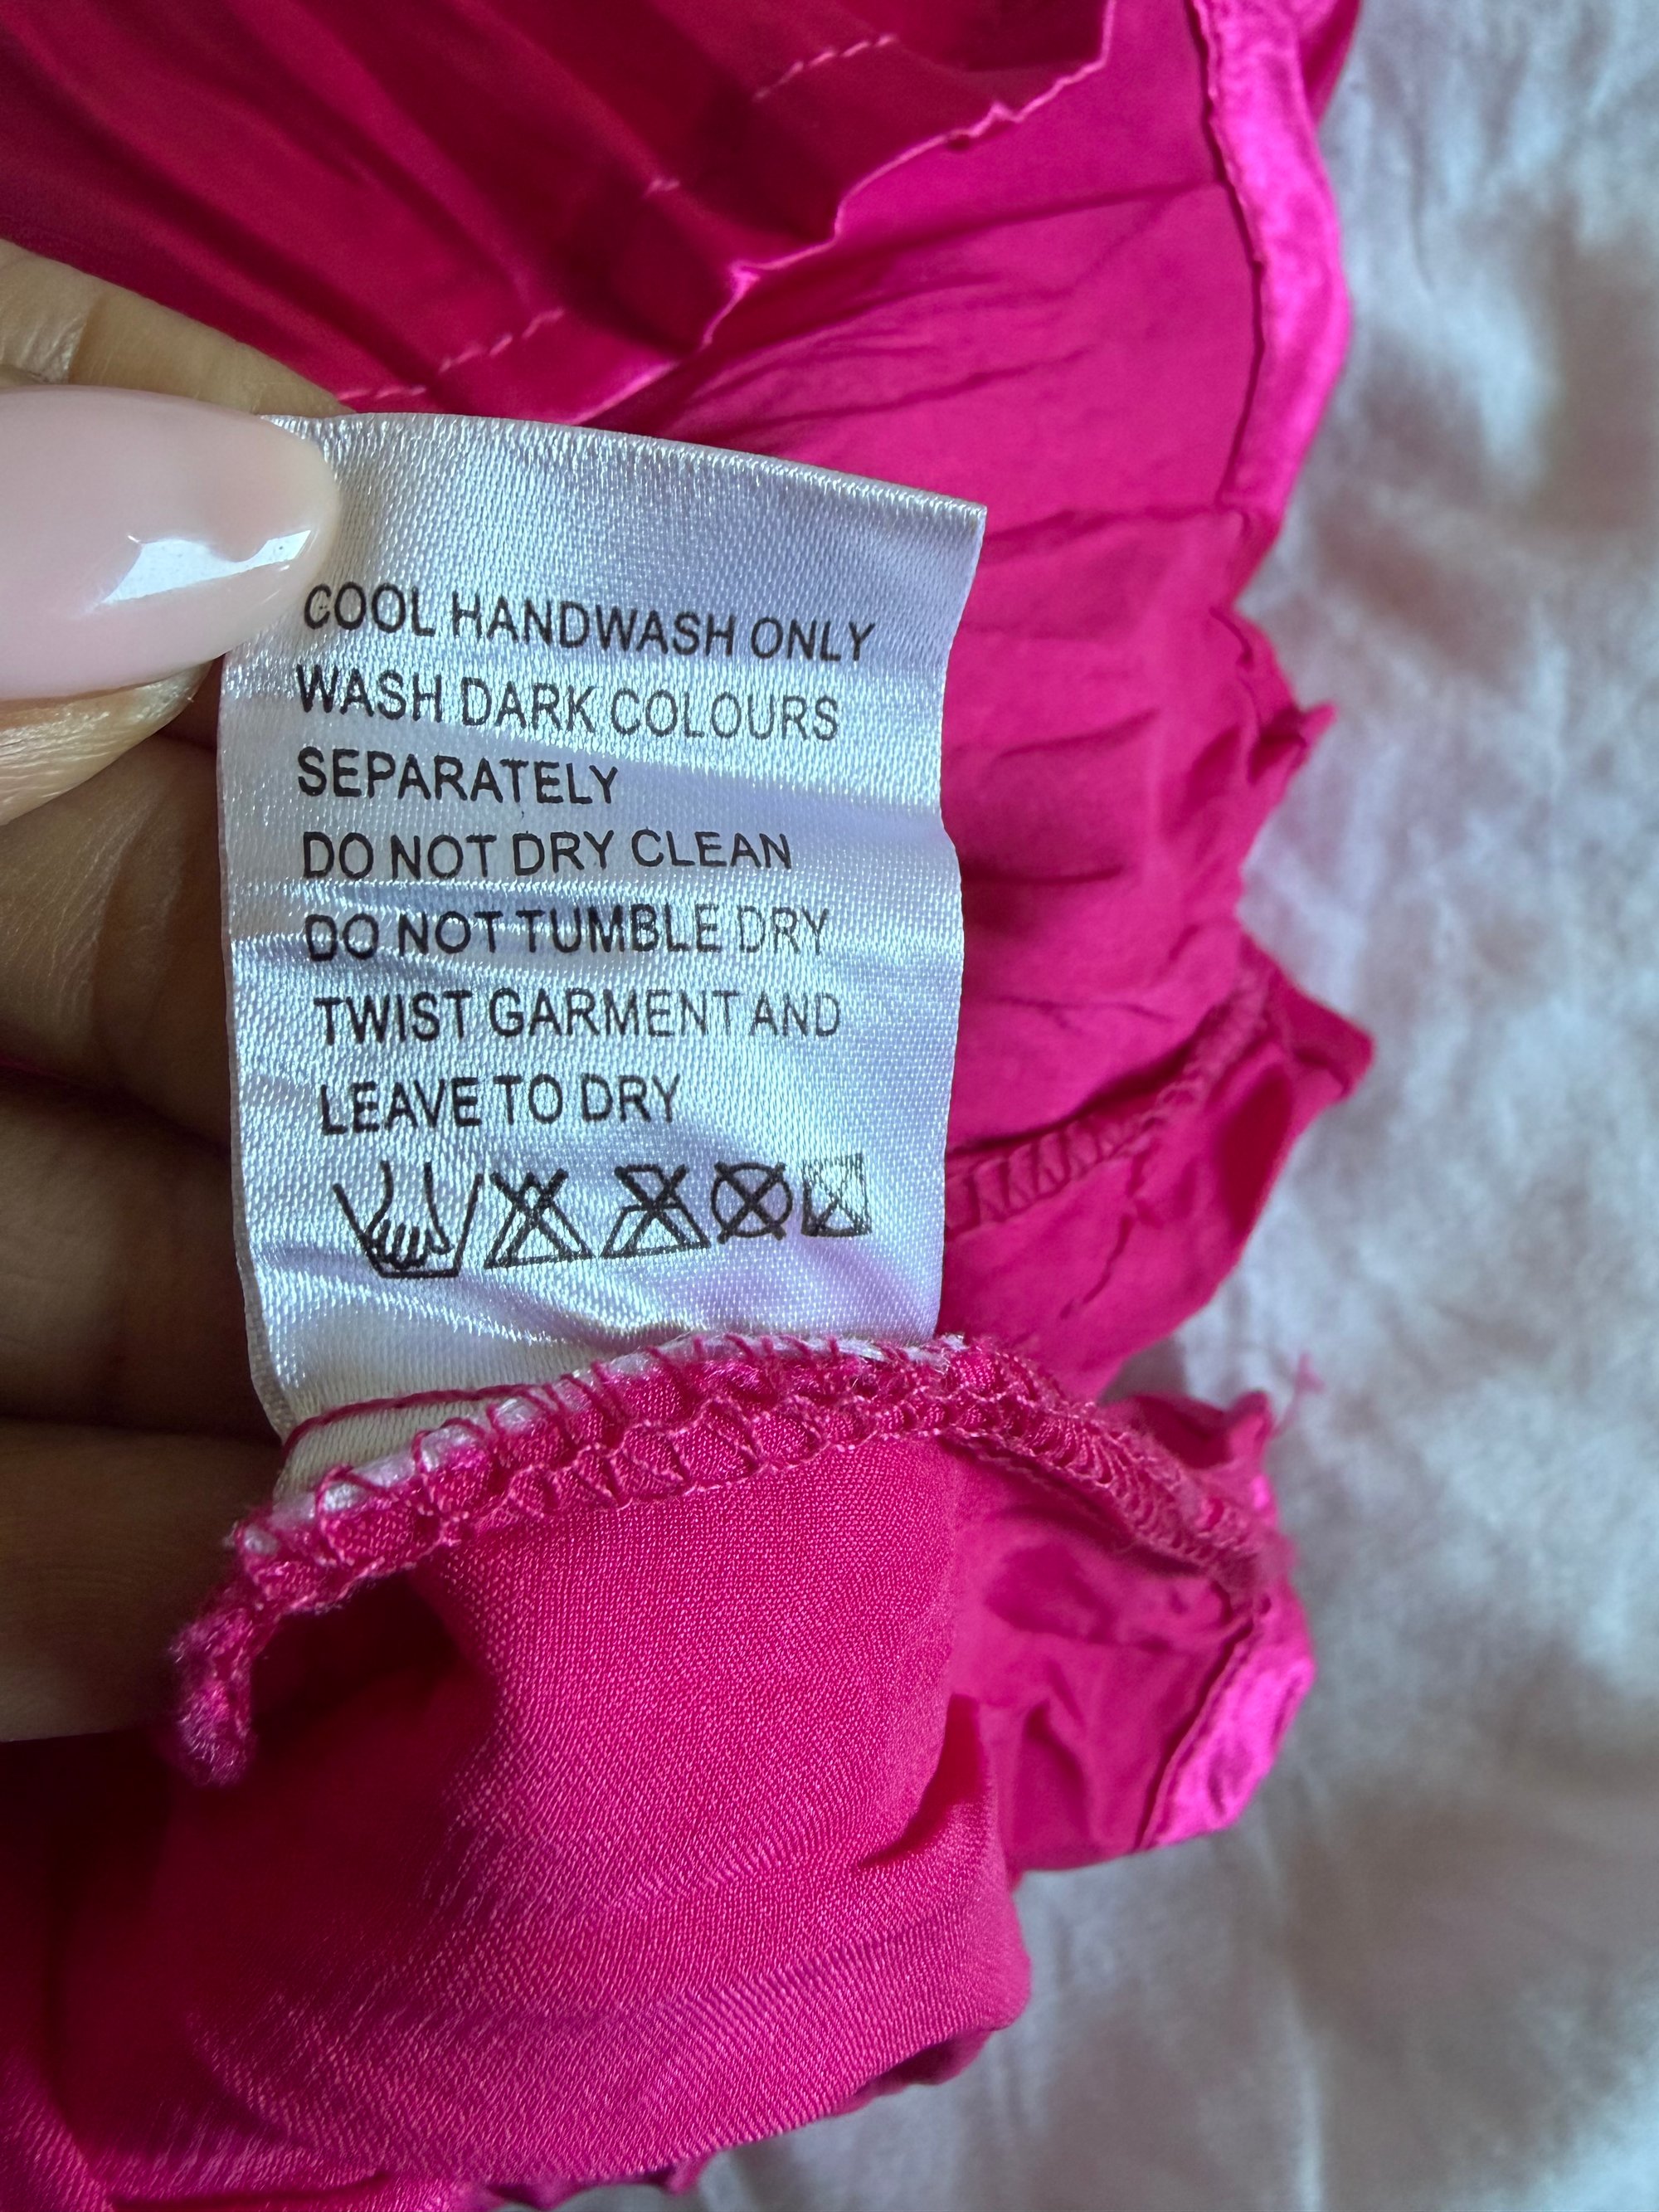 COOL HANDWASH ONLY
WASH DARK COLOURS
SEPARATELY
DO NOT DRY CLEAN
DO NOT TUMBLE DRY
TWIST GARMENT AND
LEAVE TO DRY